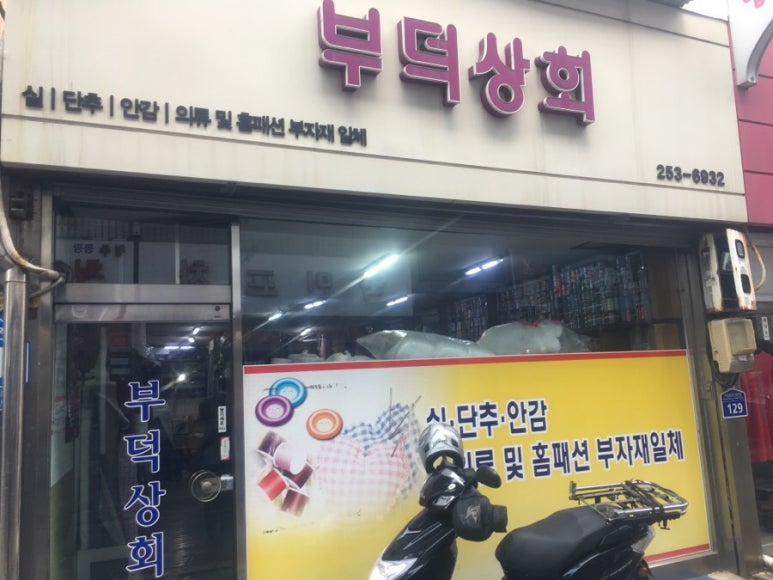 부덕상회
실 | 단추 | 안감 | 의류 및 홈패션 부자재 일체
253-6932
부덕상회
실·단추·안감
의류 및 홈패션 부자재일체
129